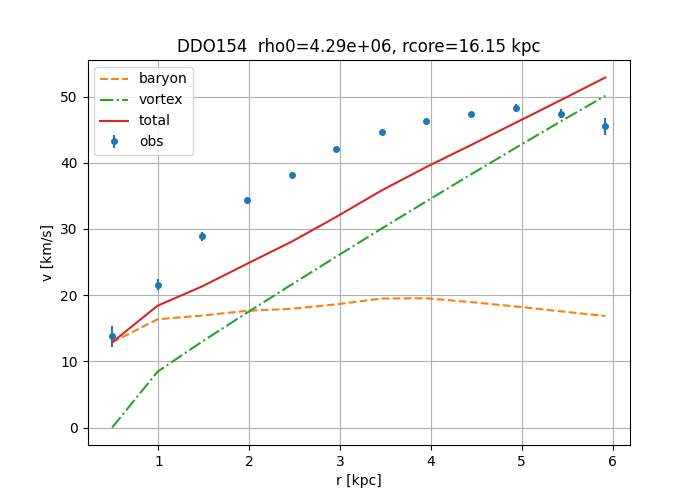 DDO154 rho0=4.29e+06, rcore=16.15 kpc
baryon
vortex
total
obs
50
40
30
20
10
0
v [km/s]
1 2 3 4 5 6
r [kpc]